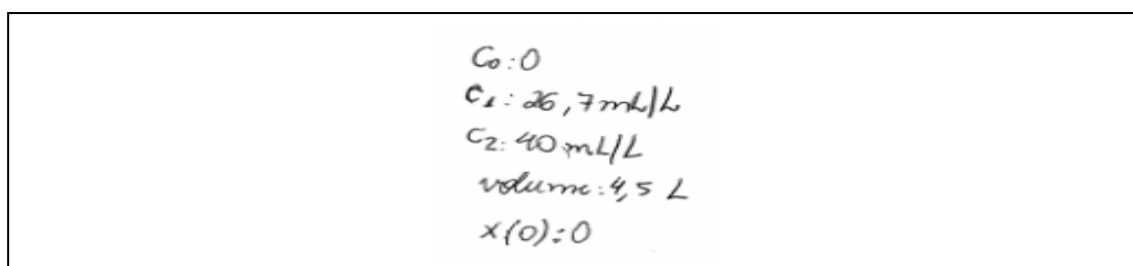 C₀: 0
C₁: 26,7 mL/L
C₂: 40 mL/L
volume: 4,5 L
x(0) = 0